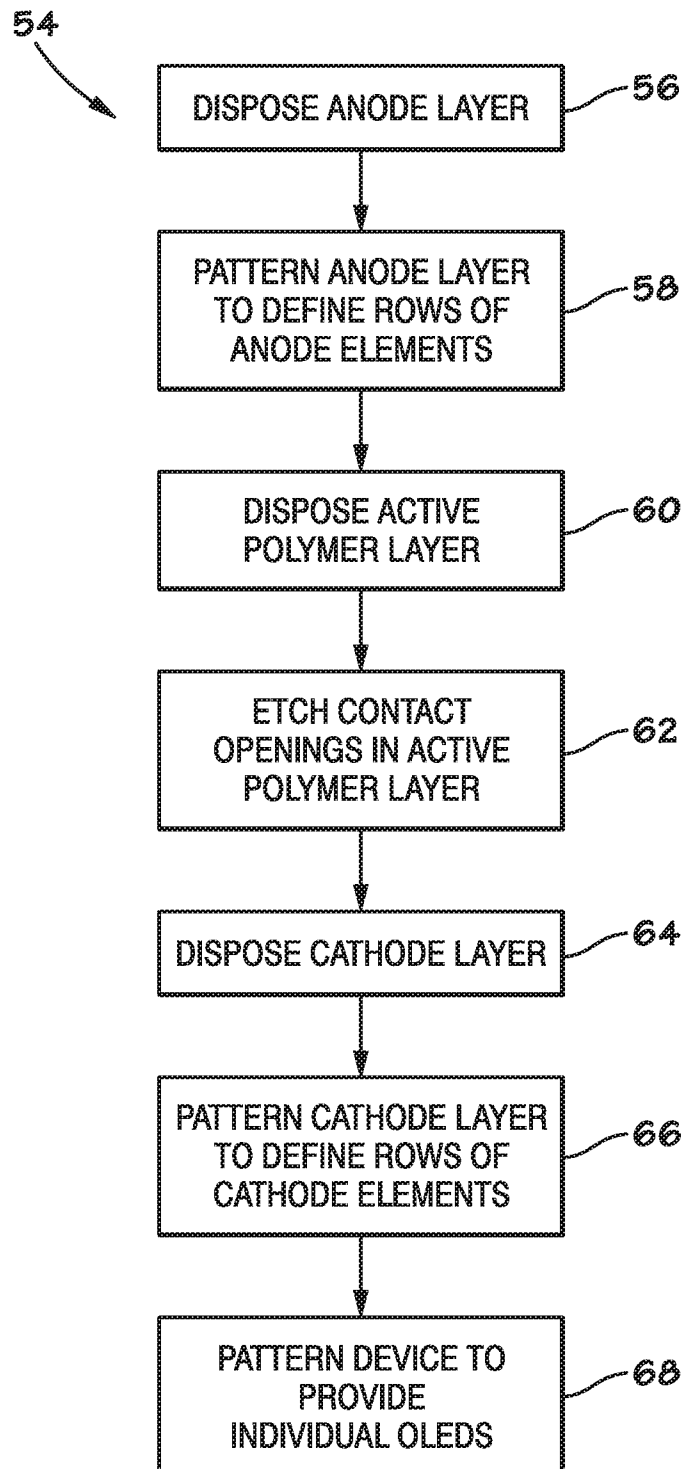 54
DISPOSE ANODE LAYER
56
PATTERN ANODE LAYER
TO DEFINE ROWS OF
ANODE ELEMENTS
58
DISPOSE ACTIVE
POLYMER LAYER
60
ETCH CONTACT
OPENINGS IN ACTIVE
POLYMER LAYER
62
DISPOSE CATHODE LAYER
64
PATTERN CATHODE LAYER
TO DEFINE ROWS OF
CATHODE ELEMENTS
66
PATTERN DEVICE TO
PROVIDE
INDIVIDUAL OLEDS
68